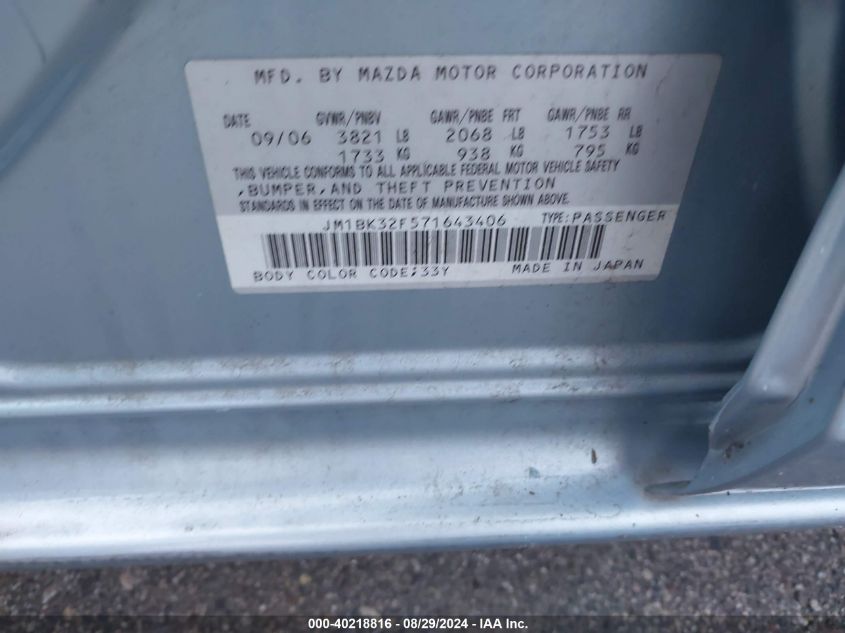 MFD. BY MAZDA MOTOR CORPORATION
DATE GVWR/PNBV GAWR/PNBE FRT GAWR/PNBE RR
09/06 3821 LB 2068 LB 1753 LB
1733 KG 938 KG 795 KG
THIS VEHICLE CONFORMS TO ALL APPLICABLE FEDERAL MOTOR VEHICLE SAFETY
,BUMPER,AND THEFT PREVENTION
STANDARDS IN EFFECT ON THE DATE OF MANUFACTURE SHOWN ABOVE.
JM1BK32F571643406 TYPE:PASSENGER
BODY COLOR CODE;33Y MADE IN JAPAN
000-40218816 - 08/29/2024 - IAA Inc.